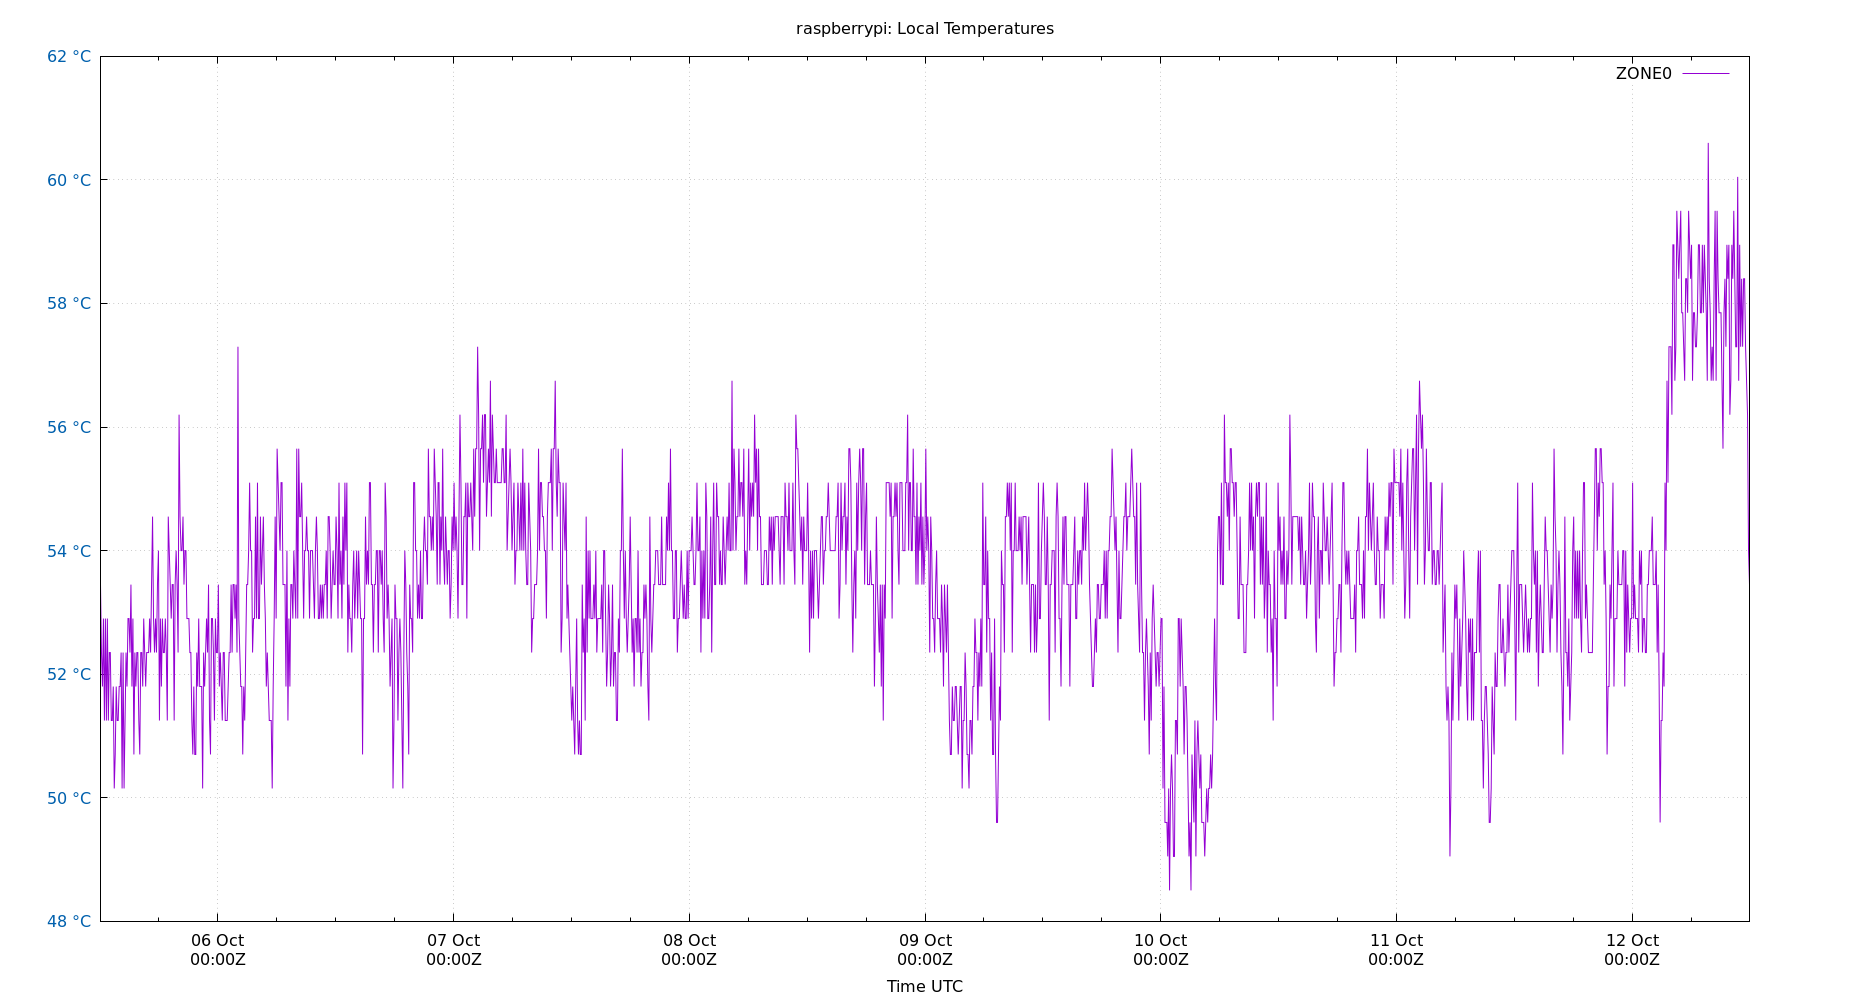 raspberrypi: Local Temperatures
62 °C
ZONE0
60 °C
58 °C
56 °C
54 °C
52 °C
50 °C
48 °C
06 Oct 07 Oct 08 Oct 09 Oct 10 Oct 11 Oct 12 Oct
00:00Z 00:00Z 00:00Z 00:00Z 00:00Z 00:00Z 00:00Z
Time UTC